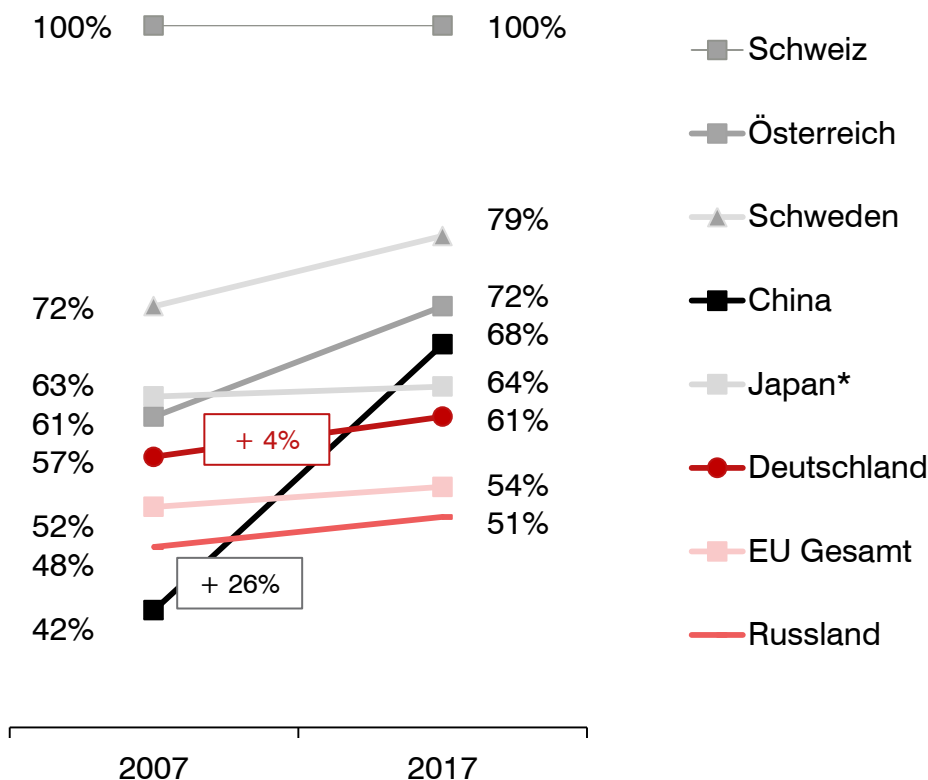 100%
100%
79%
72%
72%
68%
63%
64%
61%
61%
57%
+ 4%
54%
52%
51%
48%
+ 26%
42%
2007
2017
Schweiz
Österreich
Schweden
China
Japan*
Deutschland
EU Gesamt
Russland